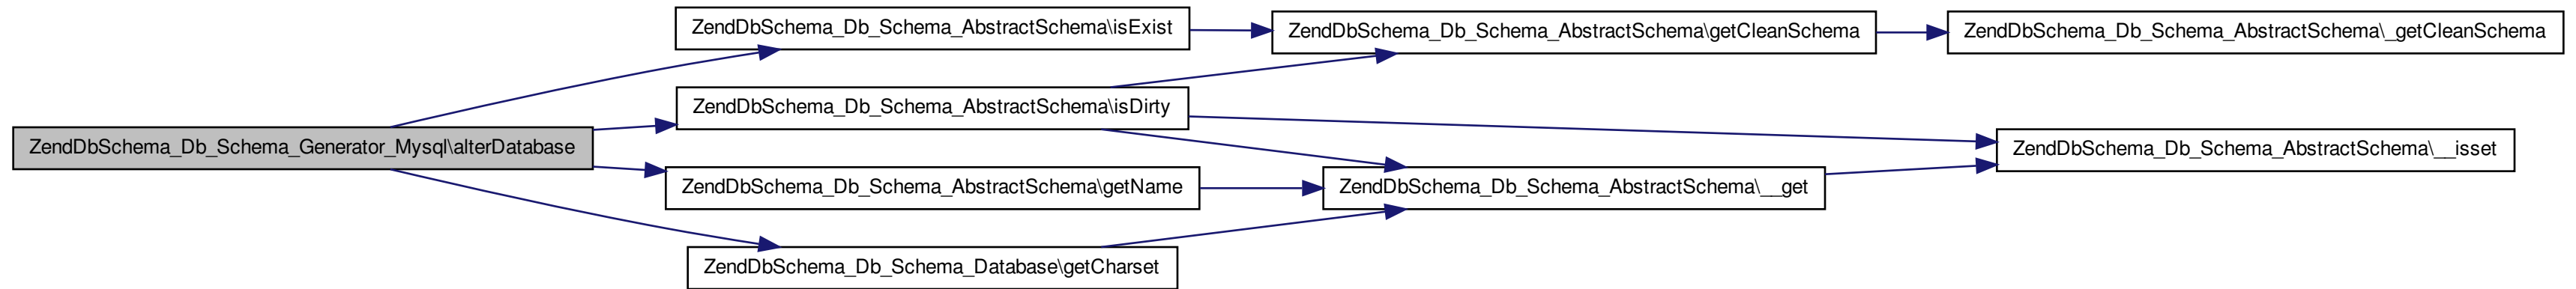 ZendDbSchema_Db_Schema_Generator_Mysql\alterDatabase
ZendDbSchema_Db_Schema_AbstractSchema\isExist
ZendDbSchema_Db_Schema_AbstractSchema\isDirty
ZendDbSchema_Db_Schema_AbstractSchema\getName
ZendDbSchema_Db_Schema_Database\getCharset
ZendDbSchema_Db_Schema_AbstractSchema\getCleanSchema
ZendDbSchema_Db_Schema_AbstractSchema\__get
ZendDbSchema_Db_Schema_AbstractSchema\_getCleanSchema
ZendDbSchema_Db_Schema_AbstractSchema\__isset